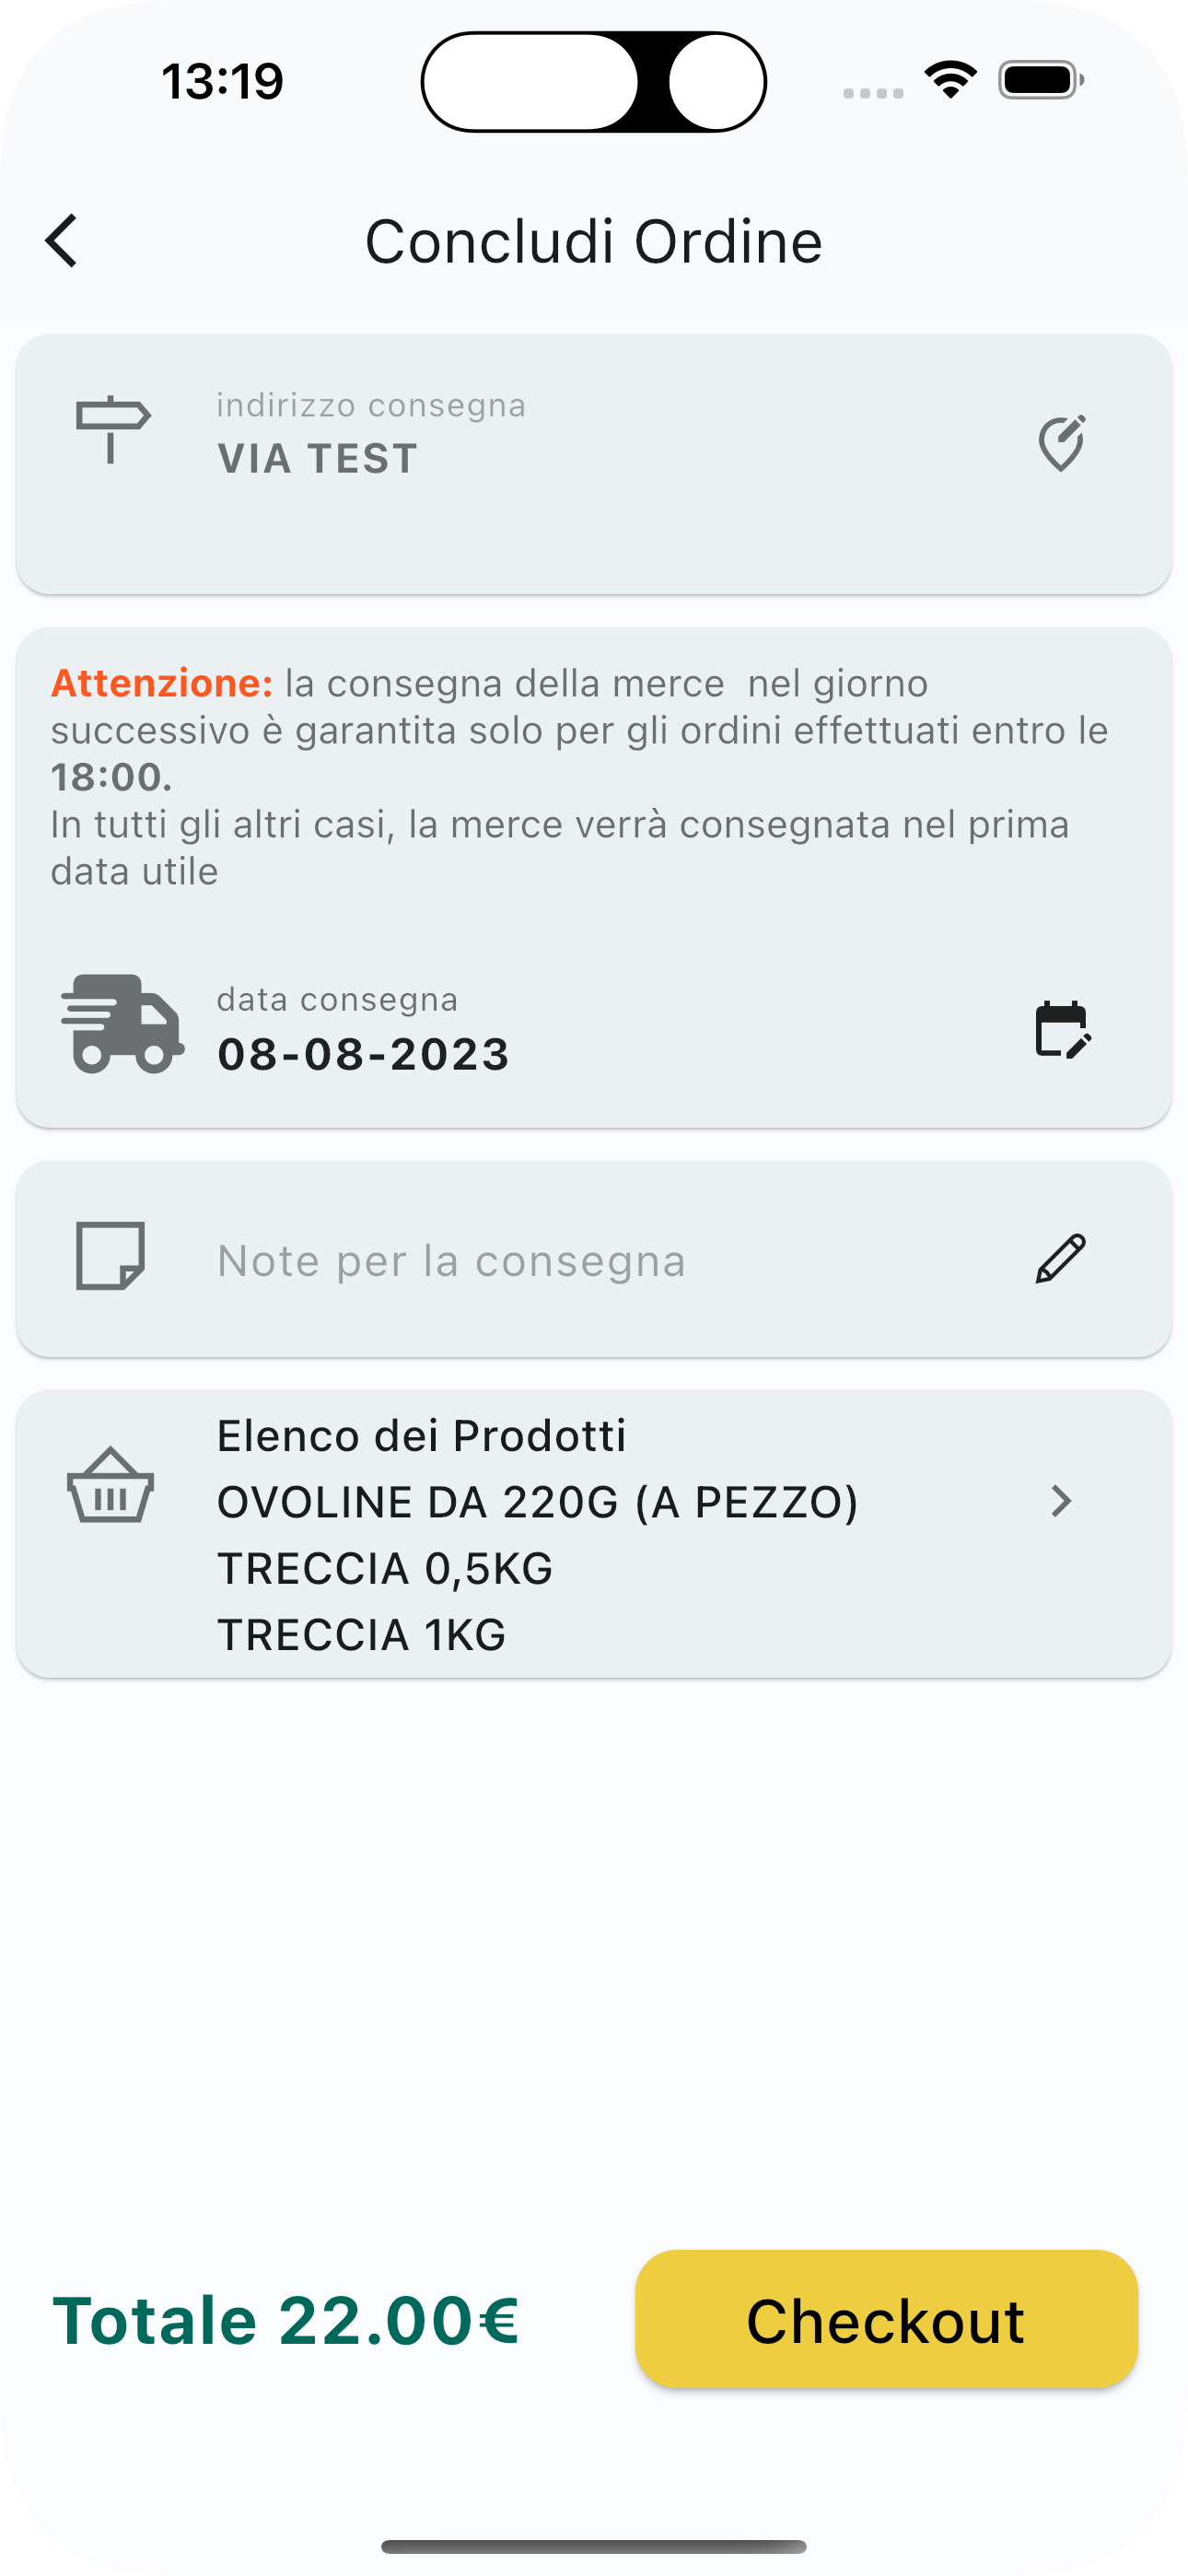 13:19
Concludi Ordine
indirizzo consegna
VIA TEST
Attenzione: la consegna della merce  nel giorno
successivo è garantita solo per gli ordini effettuati entro le
18:00.
In tutti gli altri casi, la merce verrà consegnata nel prima
data utile
data consegna
08-08-2023
Note per la consegna
Elenco dei Prodotti
OVOLINE DA 220G (A PEZZO)
TRECCIA 0,5KG
TRECCIA 1KG
Totale 22.00€
Checkout